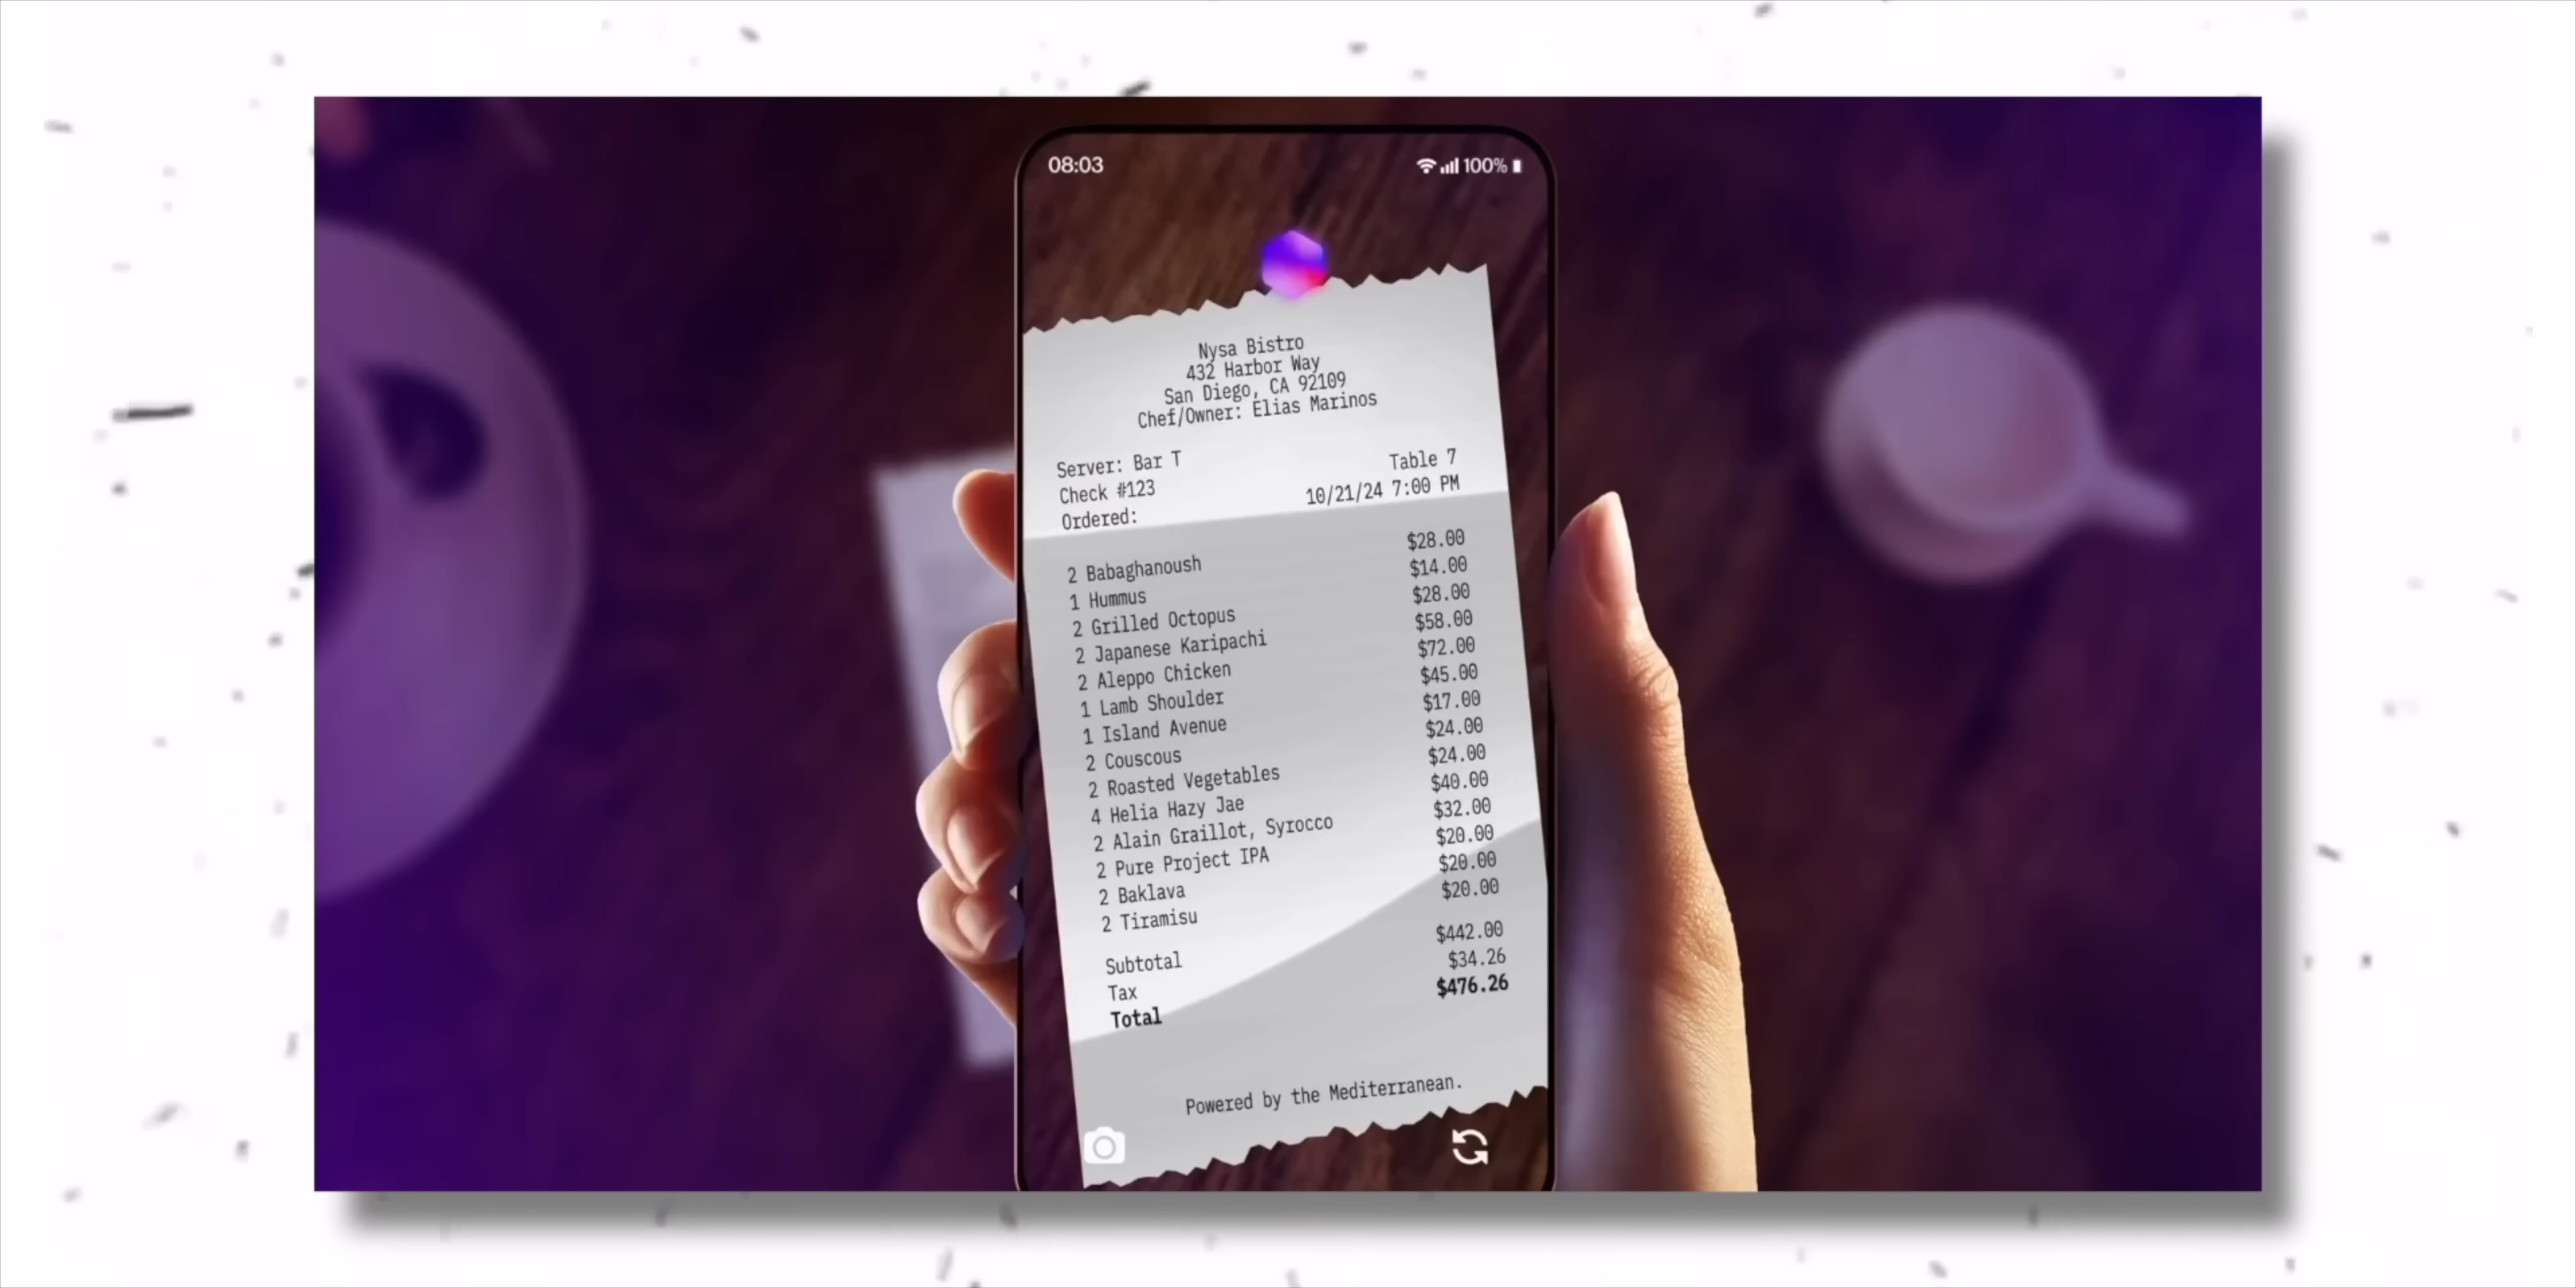 08:03
100%
Nysa Bistro
432 Harbor Way
San Diego, CA 92109
Chef/Owner: Elias Marinos
Server: Bar T Table 7
Check #123 10/21/24 7:00 PM
Ordered:
2 Babaghanoush $28.00
1 Hummus $14.00
2 Grilled Octopus $28.00
2 Japanese Karipachi $58.00
2 Aleppo Chicken $72.00
1 Lamb Shoulder $45.00
1 Island Avenue $17.00
2 Couscous $24.00
2 Roasted Vegetables $24.00
4 Helia Hazy Jae $40.00
2 Alain Graillot, Syrocco $32.00
2 Pure Project IPA $20.00
2 Baklava $20.00
2 Tiramisu $20.00
Subtotal $442.00
Tax $34.26
Total $476.26
Powered by the Mediterranean.